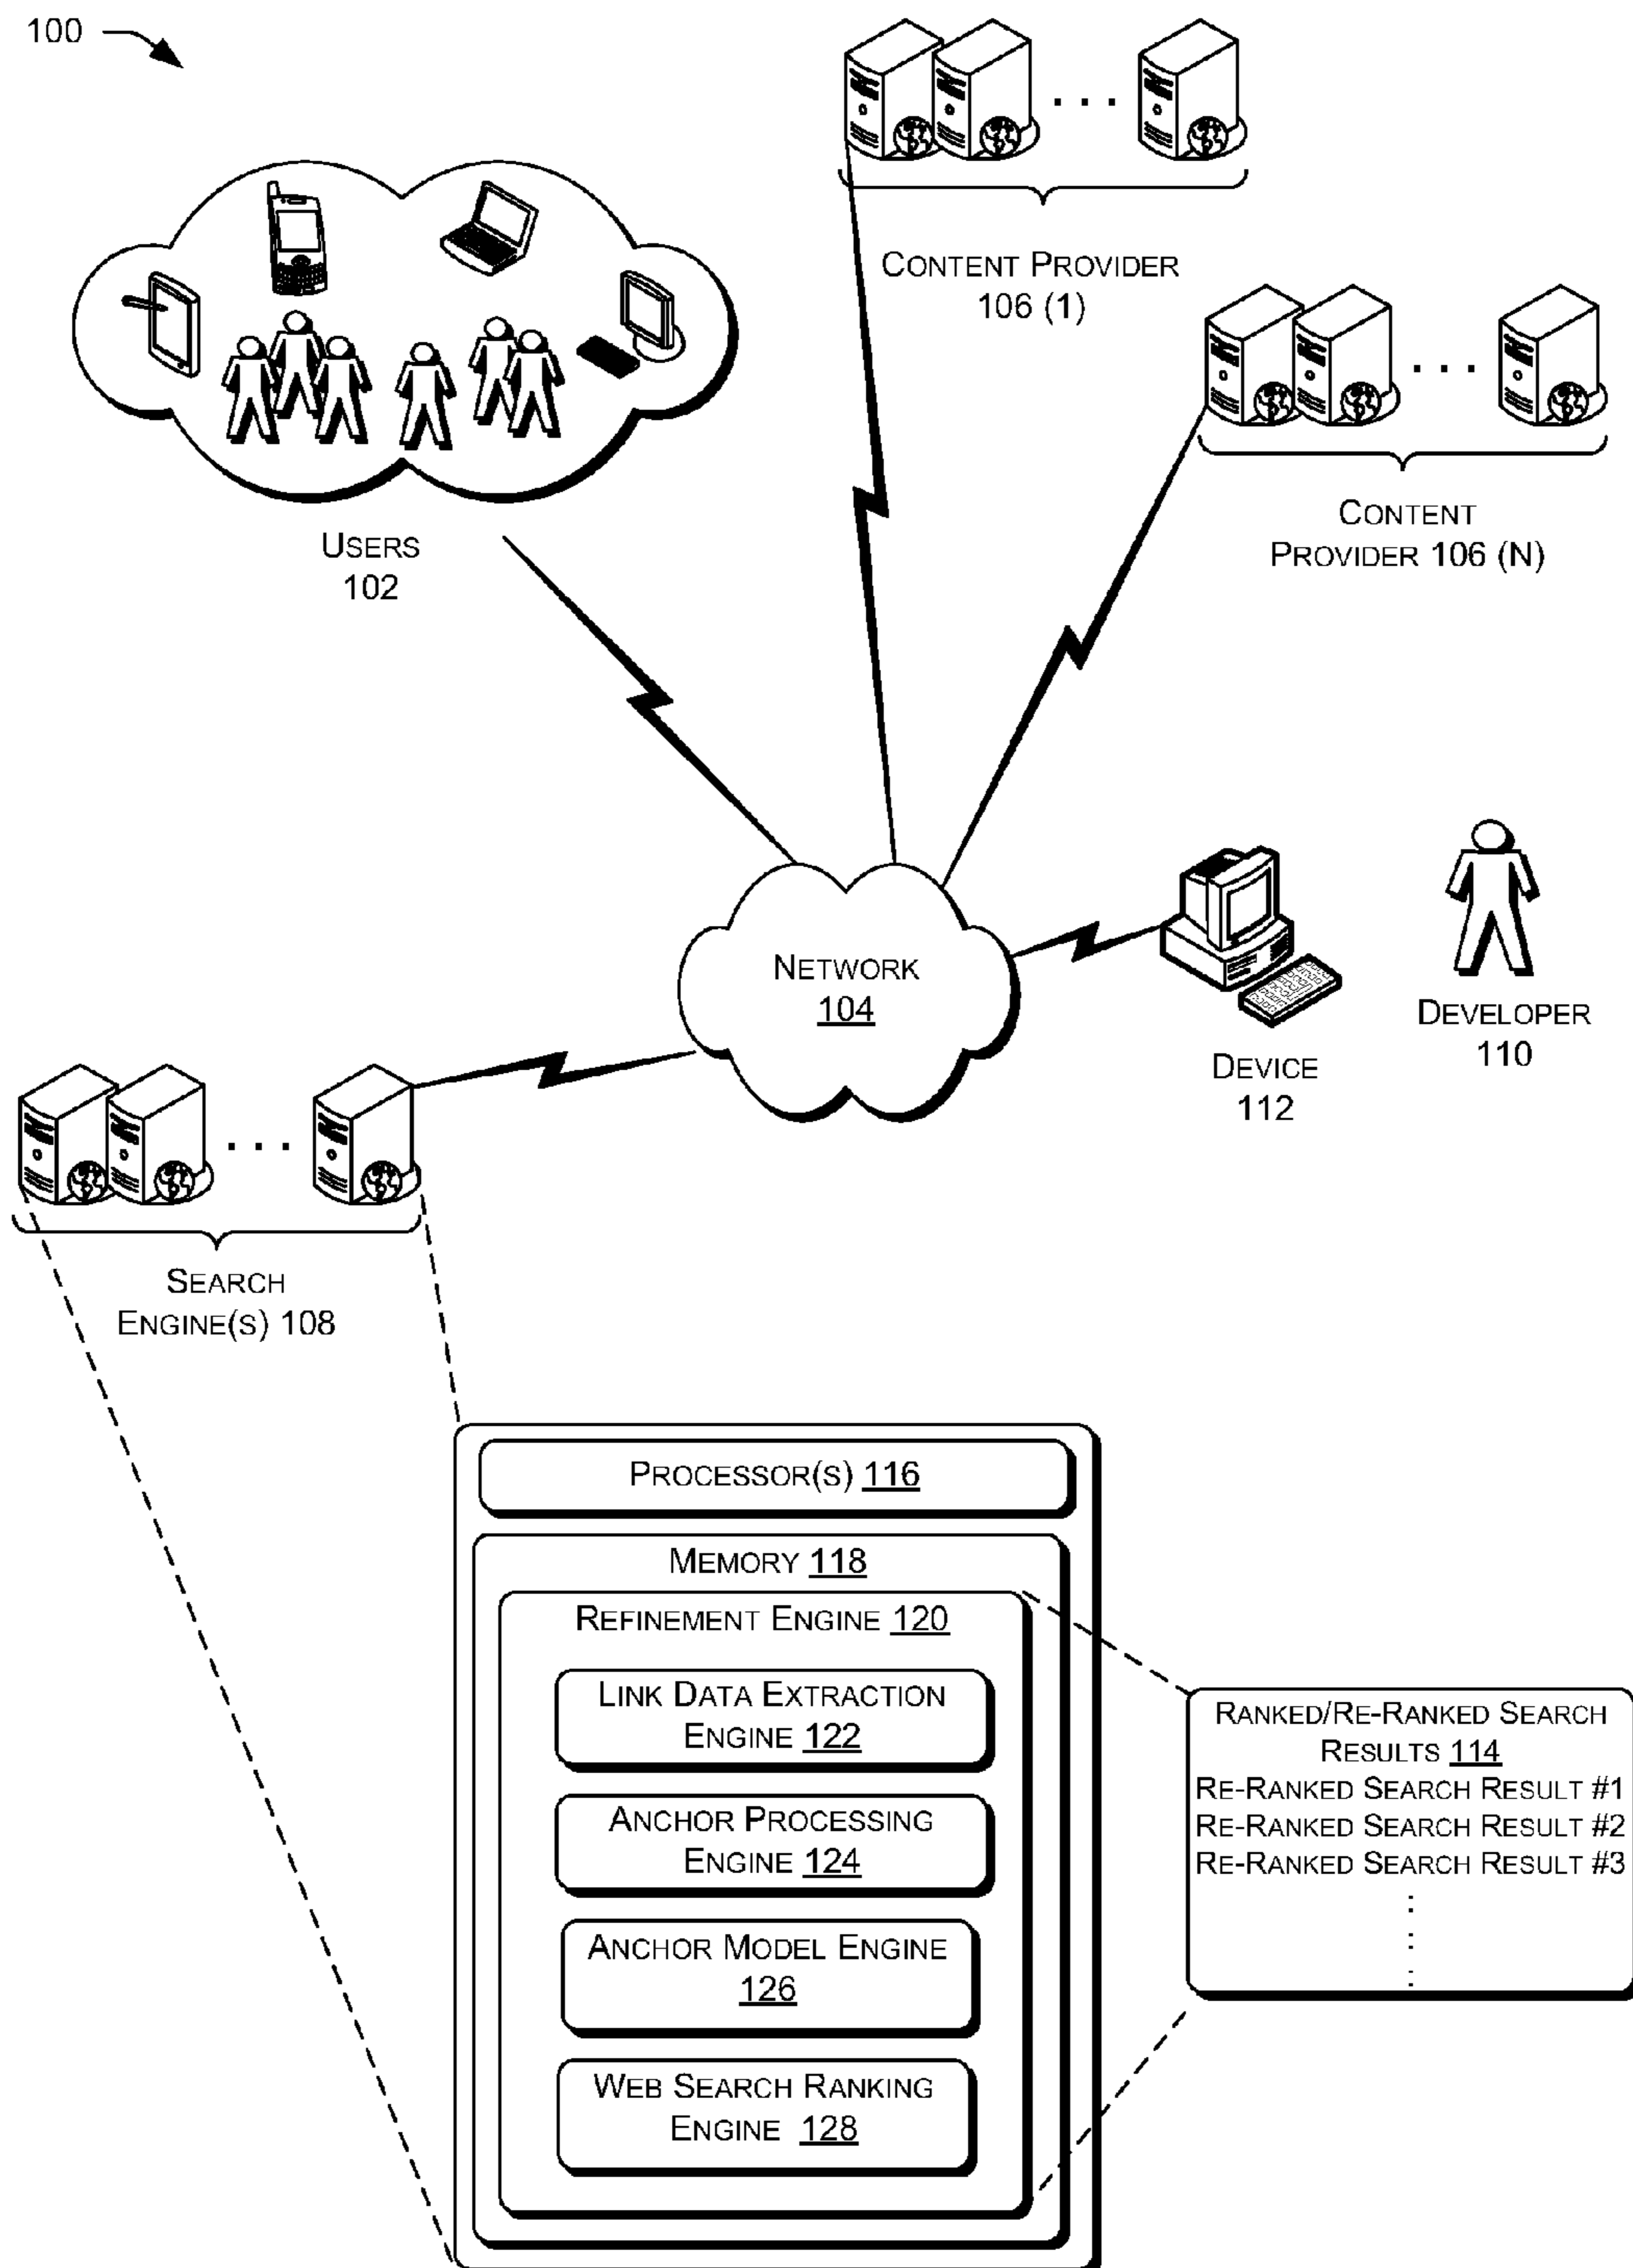 100
CONTENT PROVIDER
106 (1)
CONTENT
PROVIDER 106 (N)
USERS
102
NETWORK
104
DEVELOPER
110
DEVICE
112
SEARCH
ENGINE(S) 108
PROCESSOR(S) 116
MEMORY 118
REFINEMENT ENGINE 120
LINK DATA EXTRACTION
ENGINE 122
ANCHOR PROCESSING
ENGINE 124
ANCHOR MODEL ENGINE
126
WEB SEARCH RANKING
ENGINE 128
RANKED/RE-RANKED SEARCH
RESULTS 114
RE-RANKED SEARCH RESULT #1
RE-RANKED SEARCH RESULT #2
RE-RANKED SEARCH RESULT #3